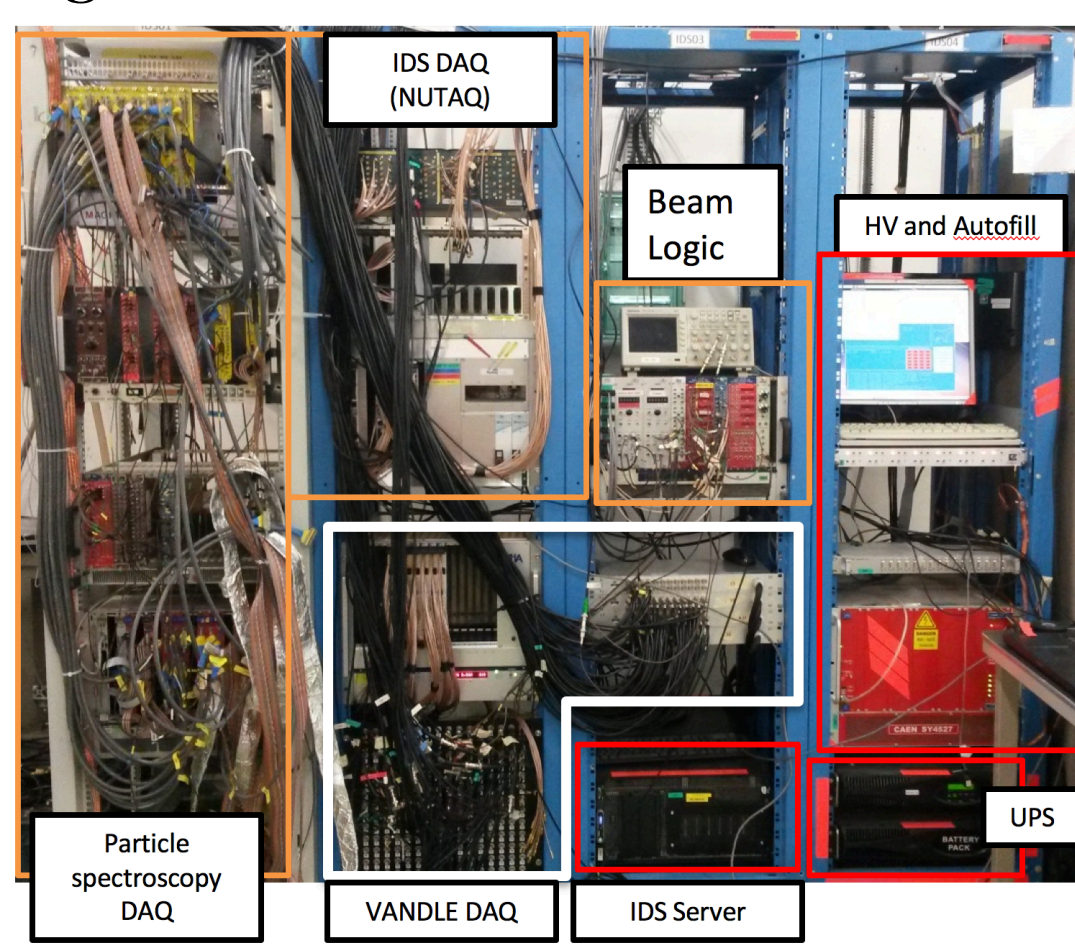 IDS03
IDS04
IDS DAQ
(NUTAQ)
Beam
Logic
HV and Autofill
DANGER
CAEN SY4527
BATTERY
PACK
UPS
Particle
spectroscopy
DAQ
VANDLE DAQ
IDS Server